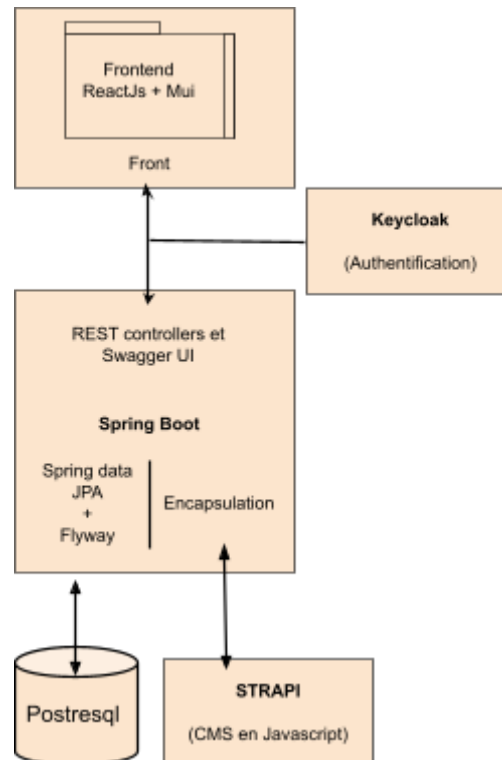 Frontend
ReactJs + Mui
Front
Keycloak
(Authentification)
REST controllers et
Swagger UI
Spring Boot
Spring data
JPA
+
Flyway
Encapsulation
Postresql
STRAPI
(CMS en Javascript)